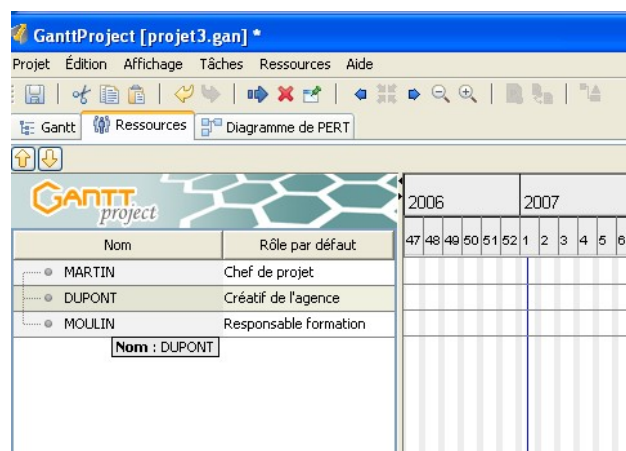 GanttProject [projet3.gan] *
Projet Édition Affichage Tâches Ressources Aide
Gantt Ressources Diagramme de PERT
GANTT project
2006 2007
Nom Rôle par défaut 47 48 49 50 51 52 1 2 3 4 5 6
MARTIN Chef de projet
DUPONT Créatif de l'agence
MOULIN Responsable formation
Nom : DUPONT